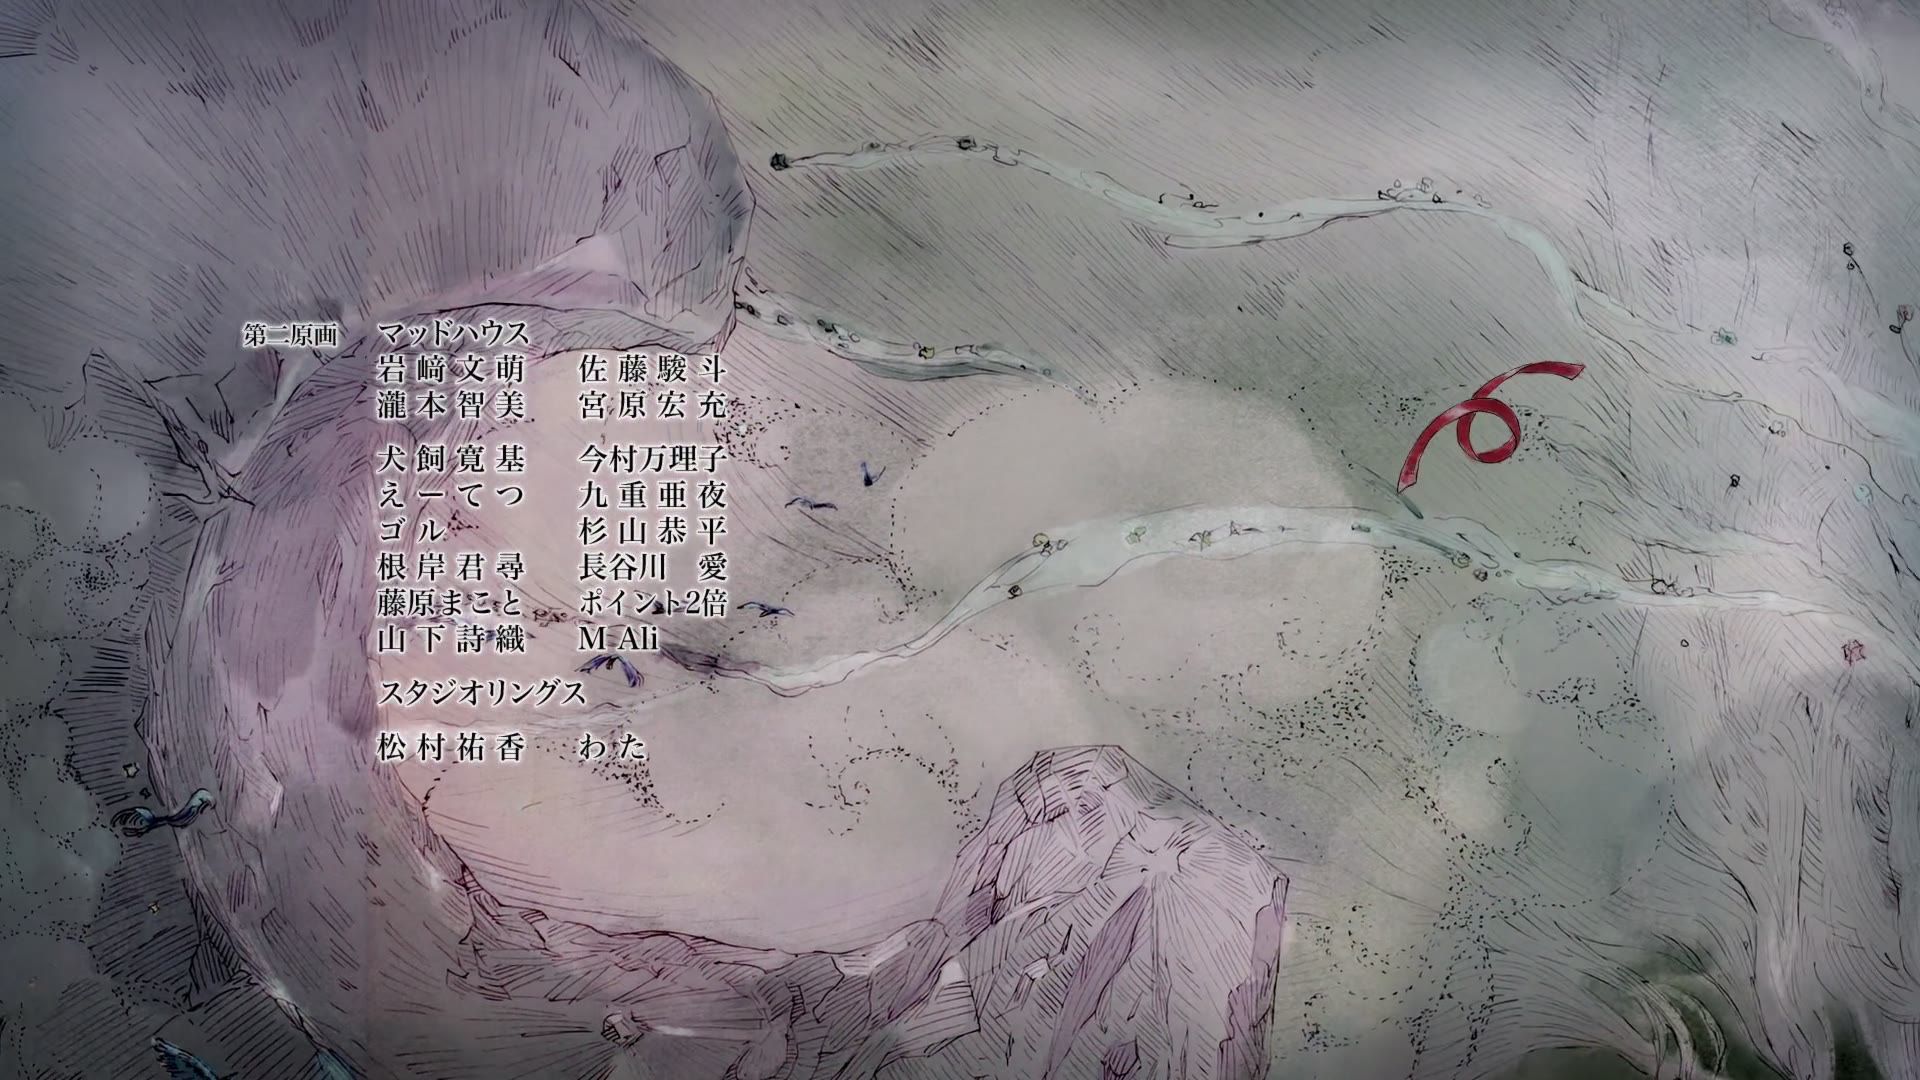 第二原画 マッドハウス
岩﨑文萌 佐藤駿斗
瀧本智美 宮原宏充
犬飼寛基 今村万理子
えーてつ 九重亜夜
ゴル 杉山恭平
根岸君尋 長谷川 愛
藤原まこと ポイント2倍
山下詩織 M Ali
スタジオリングス
松村祐香 わた